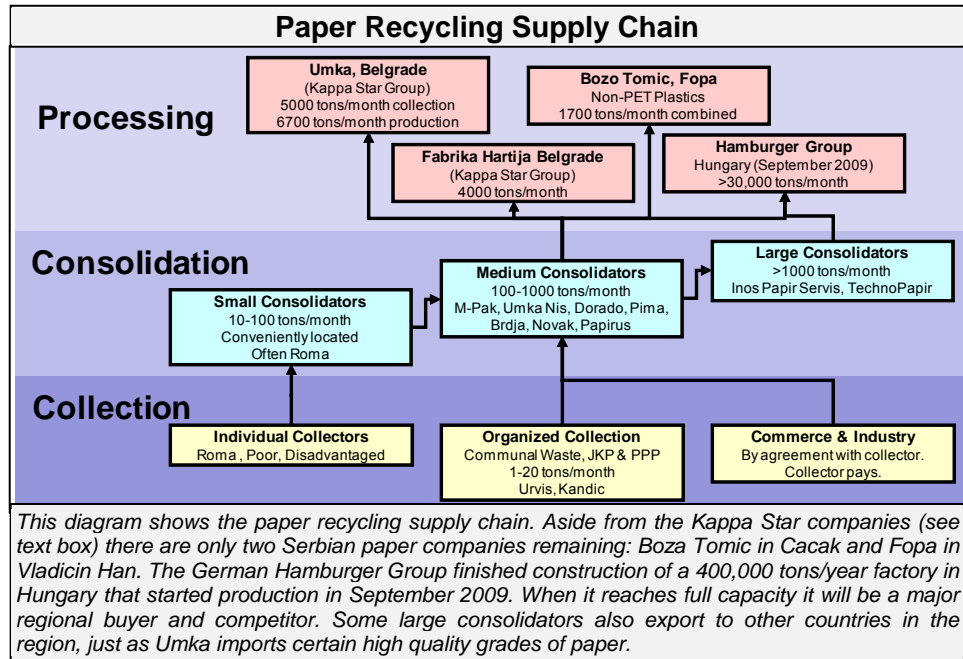 Paper Recycling Supply Chain
Processing
Umka, Belgrade
(Kappa Star Group)
5000 tons/month collection
6700 tons/month production
Bozo Tomic, Fopa
Non-PET Plastics
1700 tons/month combined
Fabrika Hartija Belgrade
(Kappa Star Group)
4000 tons/month
Hamburger Group
Hungary (September 2009)
>30,000 tons/month
Consolidation
Small Consolidators
10-100 tons/month
Conveniently located
Often Roma
Medium Consolidators
100-1000 tons/month
M-Pak, Umka Nis, Dorado, Pima,
Brdja, Novak, Papirus
Large Consolidators
>1000 tons/month
Inos Papir Servis, TechnoPapir
Collection
Individual Collectors
Roma , Poor, Disadvantaged
Organized Collection
Communal Waste, JKP & PPP
1-20 tons/month
Urvis, Kandic
Commerce & Industry
By agreement with collector.
Collector pays.
This diagram shows the paper recycling supply chain. Aside from the Kappa Star companies (see
text box) there are only two Serbian paper companies remaining: Boza Tomic in Cacak and Fopa in
Vladicin Han. The German Hamburger Group finished construction of a 400,000 tons/year factory in
Hungary that started production in September 2009. When it reaches full capacity it will be a major
regional buyer and competitor. Some large consolidators also export to other countries in the
region, just as Umka imports certain high quality grades of paper.